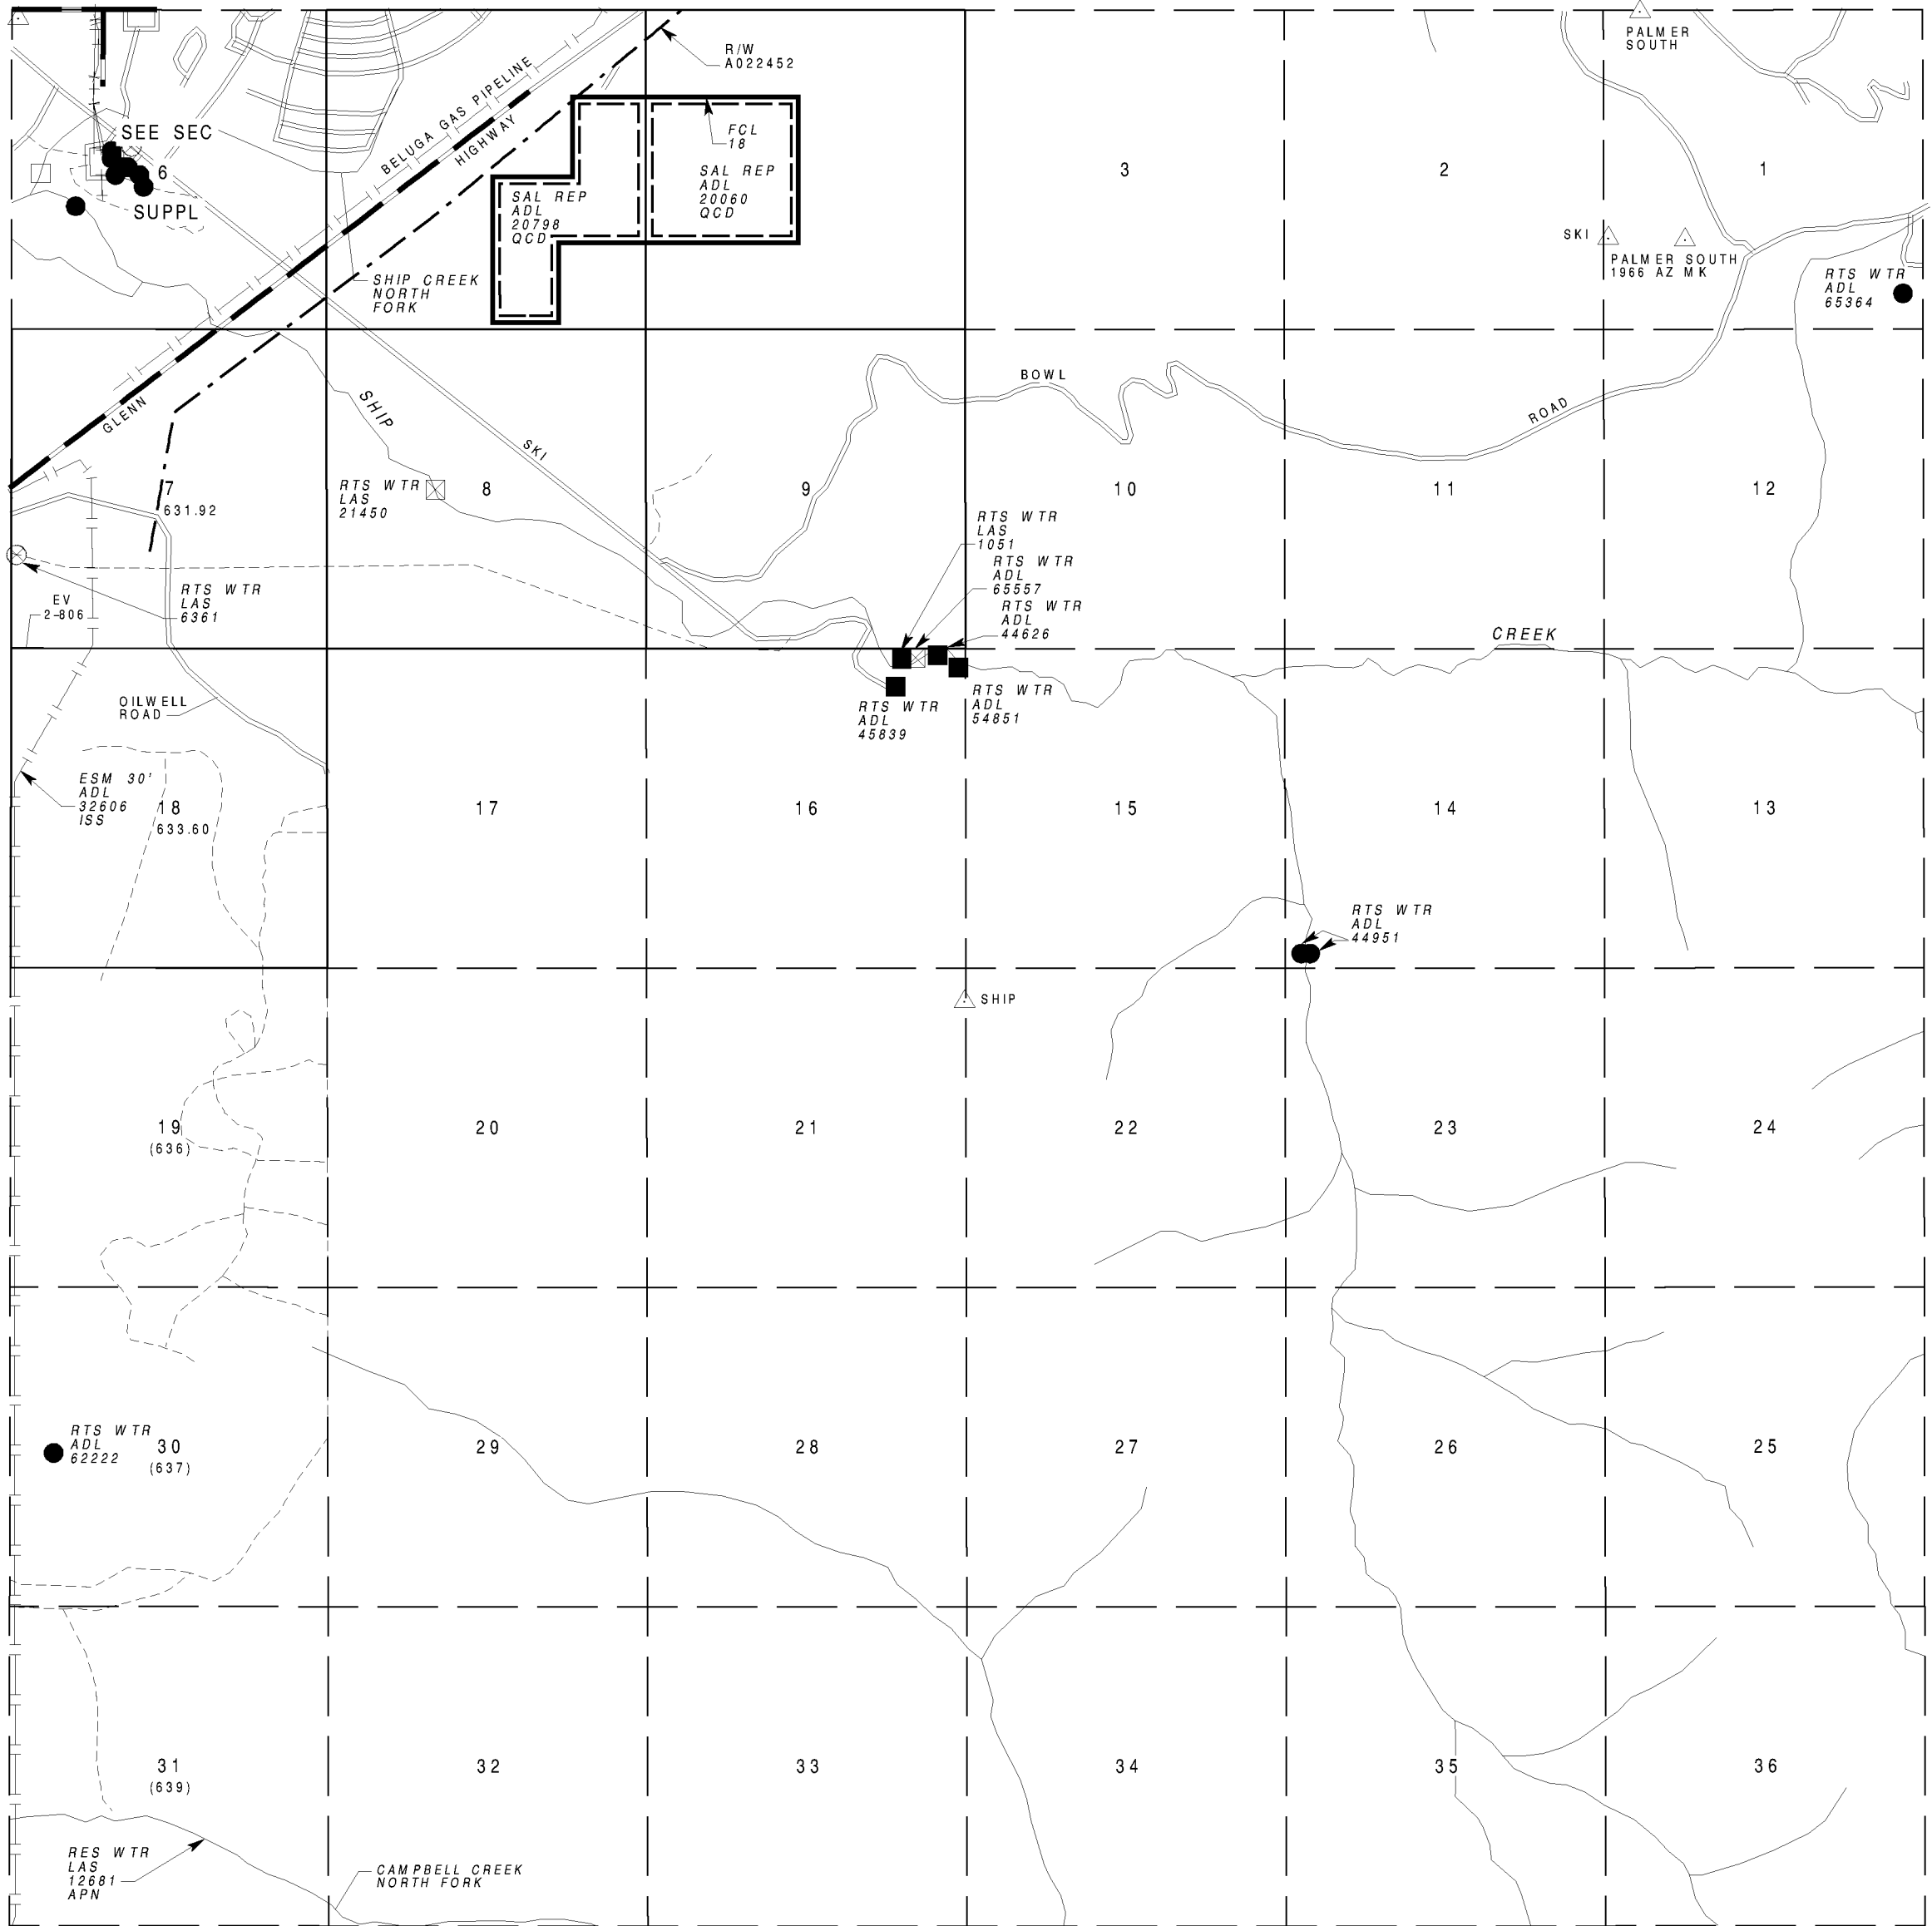 PALMER
SOUTH
R/W
A022452
BELUGA GAS PIPELINE
HIGHWAY
SEE SEC
6
SUPPL
FCL
18
SAL REP
ADL
20060
QCD
SAL REP
ADL
20798
QCD
3
2
1
SKI
PALMER SOUTH
1966 AZ MK
RTS WTR
ADL
65364
SHIP CREEK
NORTH
FORK
GLENN
SHIP
SKI
BOWL
ROAD
7
631.92
RTS WTR
LAS
21450
8
9
10
11
12
RTS WTR
LAS
1051
RTS WTR
ADL
65557
RTS WTR
ADL
44626
EV
2-806
RTS WTR
LAS
6361
CREEK
OILWELL
ROAD
RTS WTR
ADL
45839
RTS WTR
ADL
54851
ESM 30'
ADL
32606
ISS
18
633.60
17
16
15
14
13
RTS WTR
ADL
44951
SHIP
19
(636)
20
21
22
23
24
RTS WTR
ADL
62222
30
(637)
29
28
27
26
25
31
(639)
32
33
34
35
36
RES WTR
LAS
12681
APN
CAMPBELL CREEK
NORTH FORK